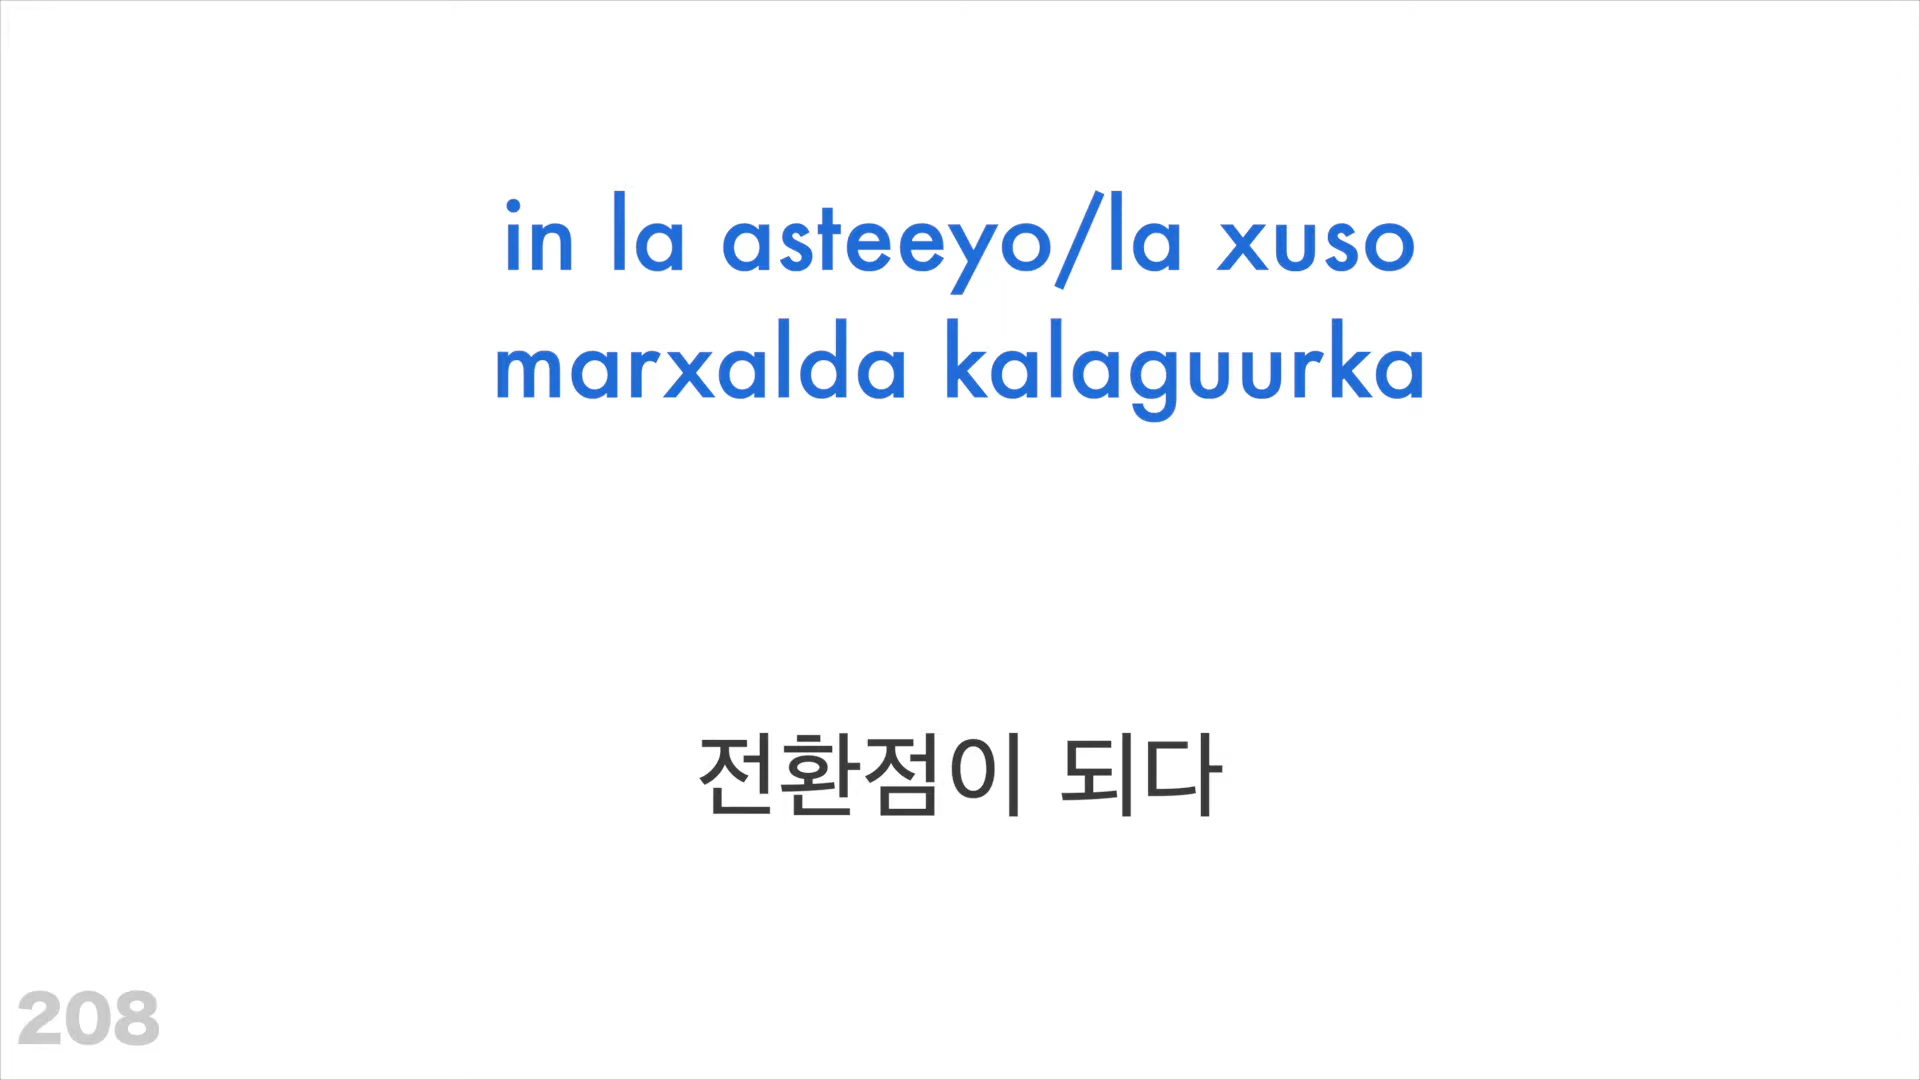 in la asteeyo/la xuso
marxalda kalaguurka
전환점이 되다
208